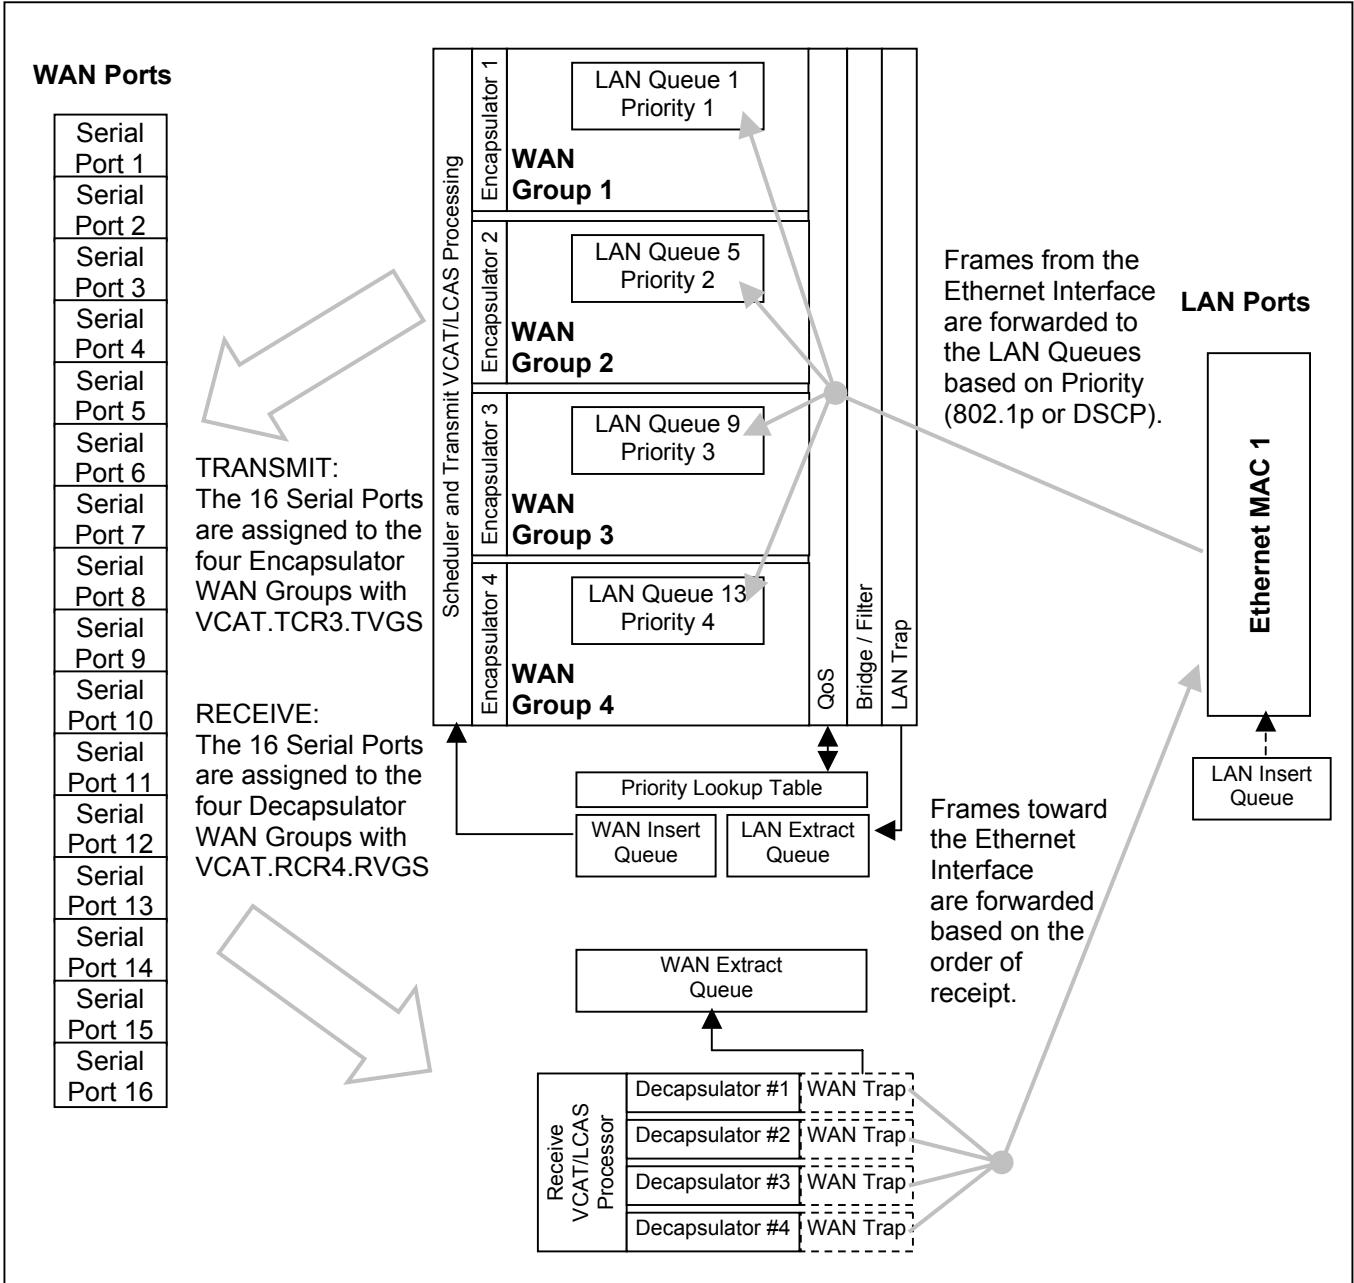 WAN Ports
Serial
Port 1
Serial
Port 2
Serial
Port 3
Serial
Port 4
Serial
Port 5
Serial
Port 6
Serial
Port 7
Serial
Port 8
Serial
Port 9
Serial
Port 10
Serial
Port 11
Serial
Port 12
Serial
Port 13
Serial
Port 14
Serial
Port 15
Serial
Port 16
TRANSMIT:
The 16 Serial Ports
are assigned to the
four Encapsulator
WAN Groups with
VCAT.TCR3.TVGS
RECEIVE:
The 16 Serial Ports
are assigned to the
four Decapsulator
WAN Groups with
VCAT.RCR4.RVGS
Scheduler and Transmit VCAT/LCAS Processing
Encapsulator 1
LAN Queue 1
Priority 1
WAN
Group 1
Encapsulator 2
LAN Queue 5
Priority 2
WAN
Group 2
Encapsulator 3
LAN Queue 9
Priority 3
WAN
Group 3
Encapsulator 4
LAN Queue 13
Priority 4
WAN
Group 4
QoS
Bridge / Filter
LAN Trap
Priority Lookup Table
WAN Insert
Queue
LAN Extract
Queue
WAN Extract
Queue
Receive
VCAT/LCAS
Processor
Decapsulator #1
WAN Trap
Decapsulator #2
WAN Trap
Decapsulator #3
WAN Trap
Decapsulator #4
WAN Trap
Frames from the
Ethernet Interface
are forwarded to
the LAN Queues
based on Priority
(802.1p or DSCP).
LAN Ports
Ethernet MAC 1
LAN Insert
Queue
Frames toward
the Ethernet
Interface
are forwarded
based on the
order of
receipt.